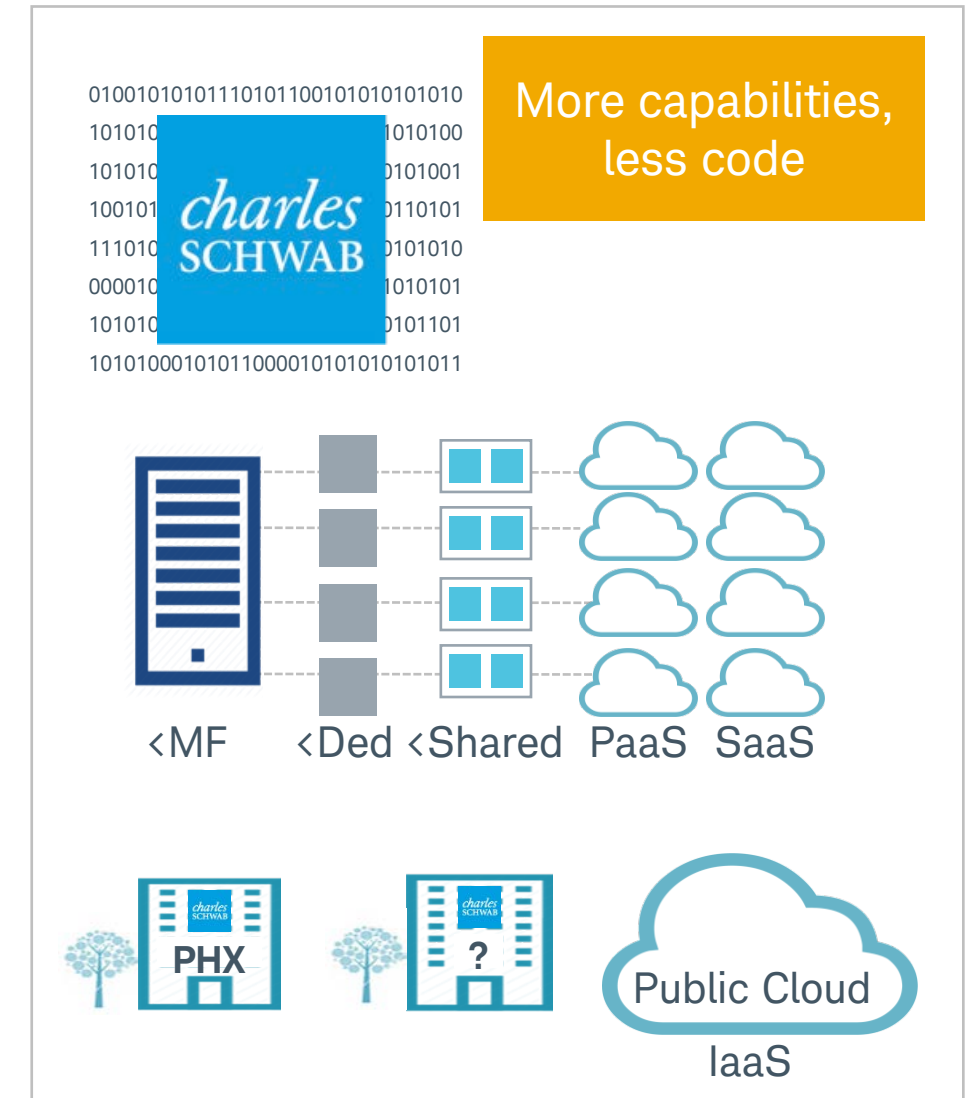 01001010101110101100101010101010
101010 1010100
101010 0101001
100101 0110101
111010 0101010
000010 1010101
101010 0101101
10101000101011000010101010101011
charles
SCHWAB
More capabilities,
less code
<MF <Ded <Shared PaaS SaaS
charles
SCHWAB
PHX
charles
SCHWAB
?
Public Cloud
IaaS